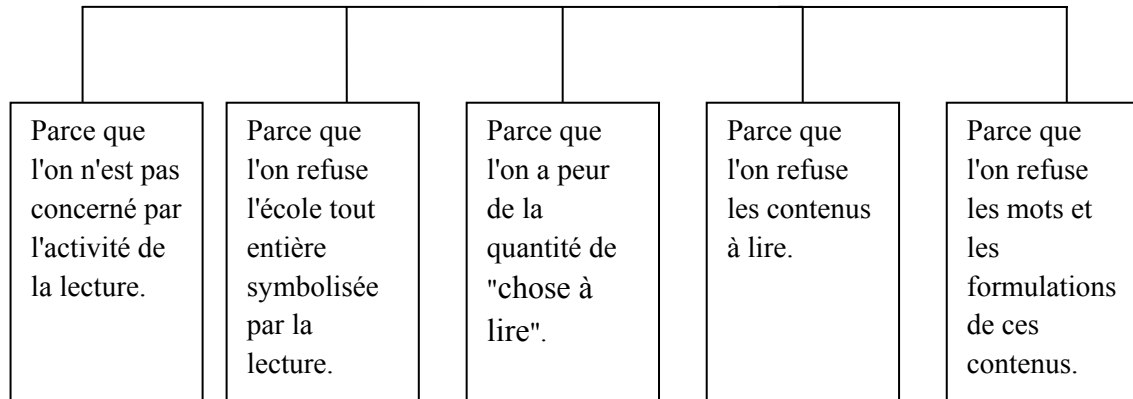 Parce que
l'on n'est pas
concerné par
l'activité de
la lecture.
Parce que
l'on refuse
l'école tout
entière
symbolisée
par la
lecture.
Parce que
l'on a peur
de la
quantité de
"chose à
lire".
Parce que
l'on refuse
les contenus
à lire.
Parce que
l'on refuse
les mots et
les
formulations
de ces
contenus.